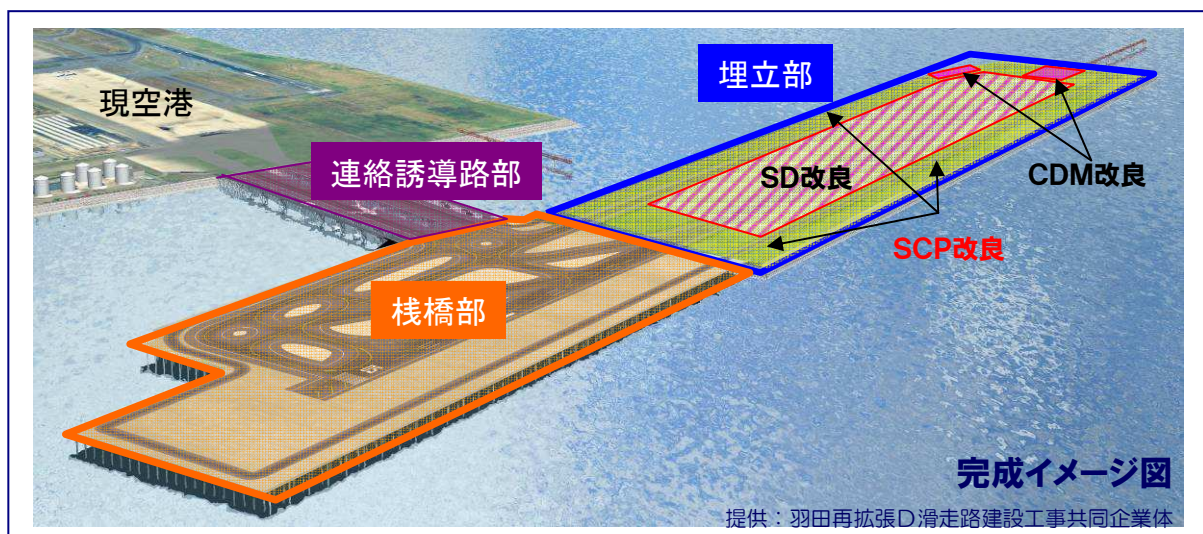 現空港
埋立部
連絡誘導路部
SD改良
CDM改良
SCP改良
桟橋部
完成イメージ図
提供：羽田再拡張D滑走路建設工事共同企業体